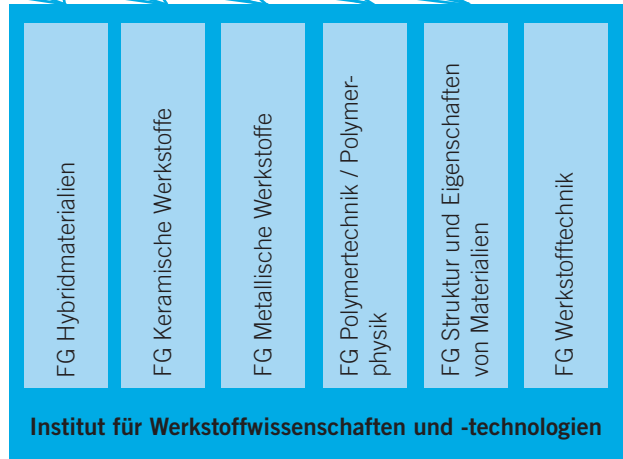 FG Hybridmaterialien
FG Keramische Werkstoffe
FG Metallische Werkstoffe
FG Polymertechnik / Polymer-
physik
FG Struktur und Eigenschaften
von Materialien
FG Werkstofftechnik
Institut für Werkstoffwissenschaften und -technologien